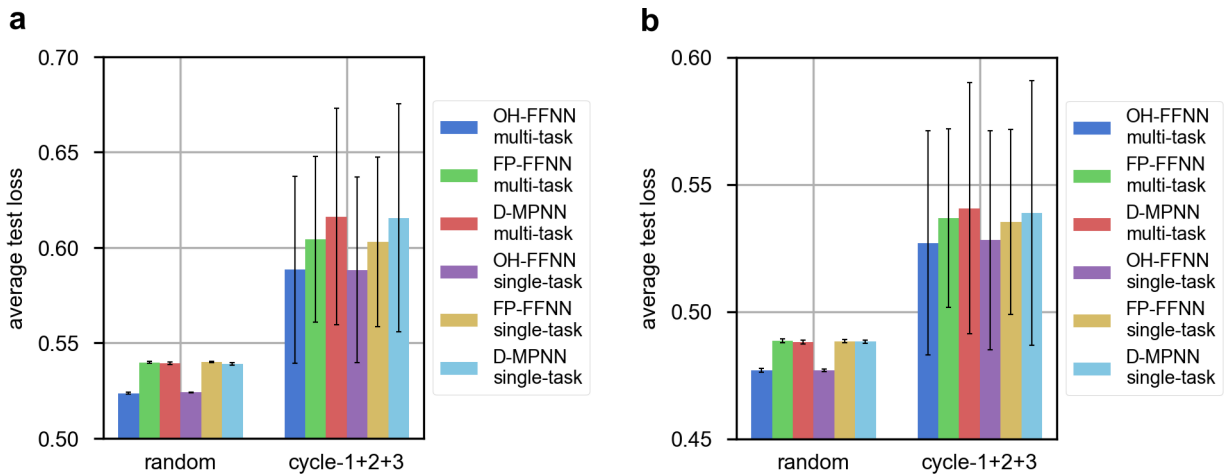 a
0.70
0.65
0.60
0.55
0.50
average test loss
random
cycle-1+2+3
OH-FFNN
multi-task
FP-FFNN
multi-task
D-MPNN
multi-task
OH-FFNN
single-task
FP-FFNN
single-task
D-MPNN
single-task
b
0.60
0.55
0.50
0.45
average test loss
random
cycle-1+2+3
OH-FFNN
multi-task
FP-FFNN
multi-task
D-MPNN
multi-task
OH-FFNN
single-task
FP-FFNN
single-task
D-MPNN
single-task